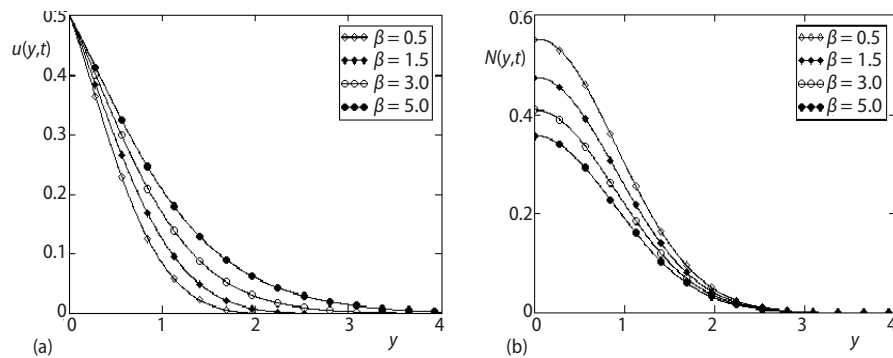 0.5
u(y,t)
0.4
0.3
0.2
0.1
0
0
1
2
3
4
y
β = 0.5
β = 1.5
β = 3.0
β = 5.0
(a)
0.6
N(y,t)
0.4
0.2
0
0
1
2
3
4
y
β = 0.5
β = 1.5
β = 3.0
β = 5.0
(b)